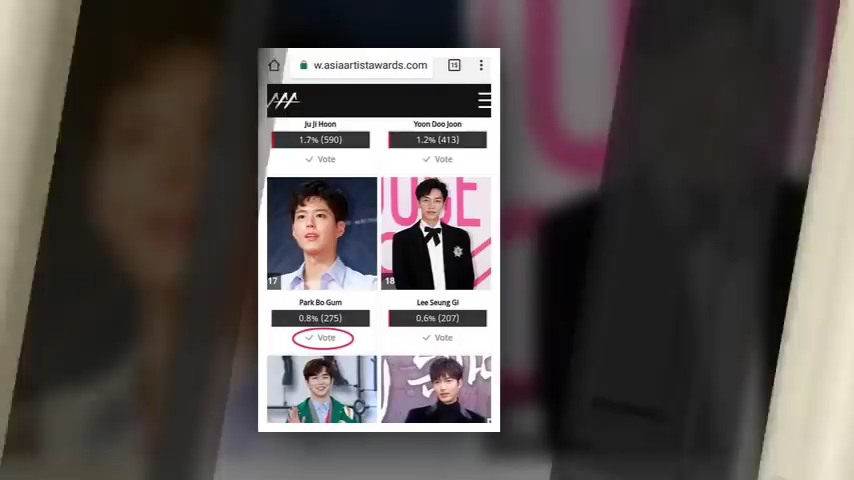 w.asiaartistawards.com
15
AAA
Ju Ji Hoon
Yoon Doo Joon
1.7% (590)
1.2% (413)
Vote
Vote
17
18
Park Bo Gum
Lee Seung Gi
0.8% (275)
0.6% (207)
Vote
Vote